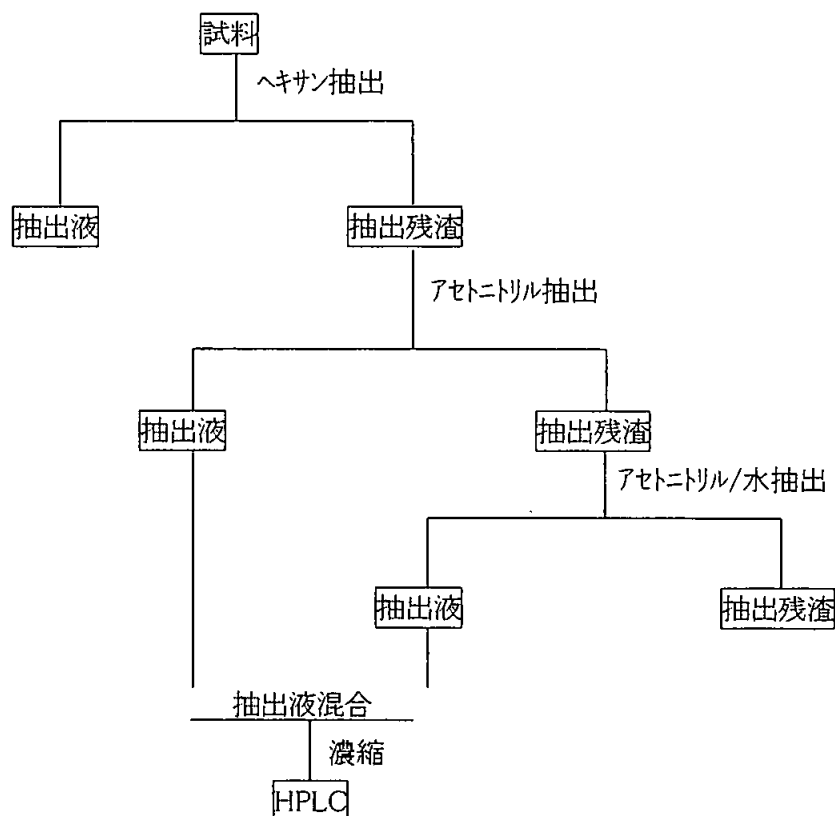 試料
ヘキサン抽出
抽出液
抽出残渣
アセトニトリル抽出
抽出液
抽出残渣
アセトニトリル/水抽出
抽出液
抽出残渣
抽出液混合
濃縮
HPLC